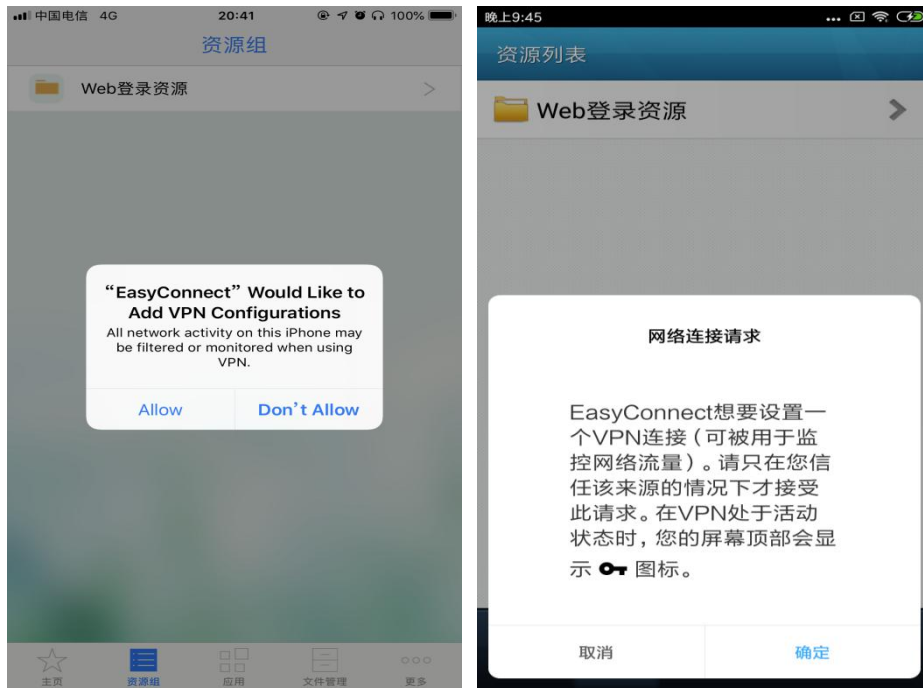 中国电信 4G 20:41 100%
资源组
Web登录资源
“EasyConnect” Would Like to
Add VPN Configurations
All network activity on this iPhone may
be filtered or monitored when using
VPN.
Allow Don’t Allow
主页 资源组 应用 文件管理 更多
晚上9:45
资源列表
Web登录资源
网络连接请求
EasyConnect想要设置一
个VPN连接（可被用于监
控网络流量）。请只在您信
任该来源的情况下才接受
此请求。在VPN处于活动
状态时，您的屏幕顶部会显
示 图标。
取消 确定